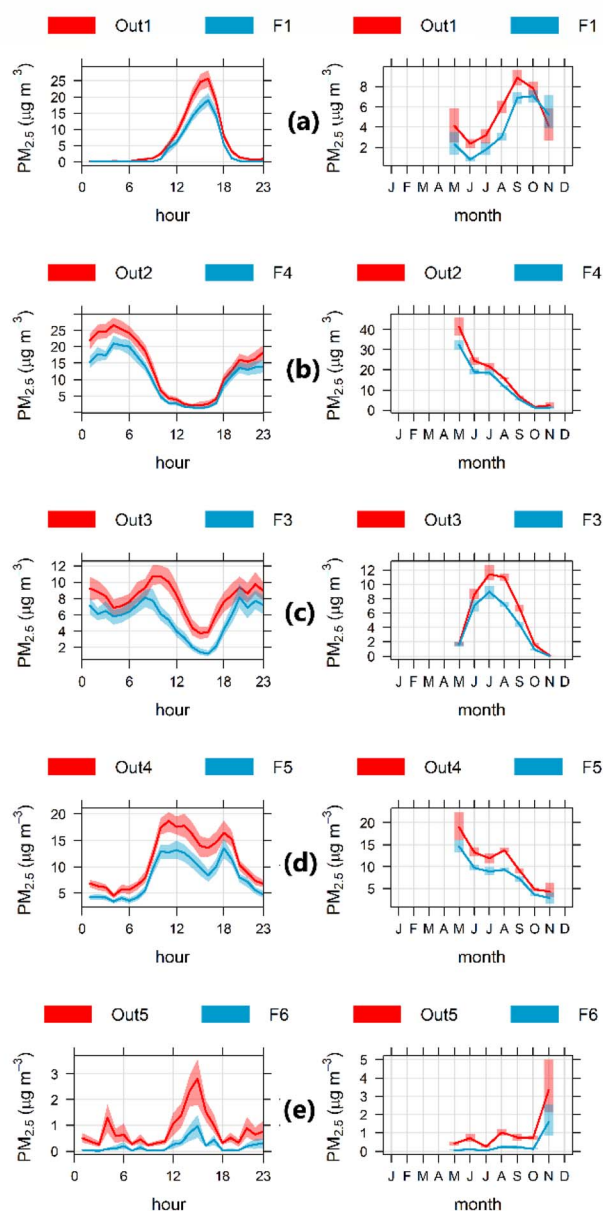 Out1 F1 Out1 F1
PM2.5 (µg m 3) 25 20 15 10 5 0 (a) PM2.5 (µg m 3) 8 6 4 2
0 6 12 18 23 J F M A M J J A S O N D
hour month
Out2 F4 Out2 F4
PM2.5 (µg m 3) 25 20 15 10 5 (b) PM2.5 (µg m 3) 40 30 20 10 0
0 6 12 18 23 J F M A M J J A S O N D
hour month
Out3 F3 Out3 F3
PM2.5 (µg m 3) 12 10 8 6 4 2 (c) PM2.5 (µg m 3) 12 10 8 6 4 2 0
0 6 12 18 23 J F M A M J J A S O N D
hour month
Out4 F5 Out4 F5
PM2.5 (µg m−3) 20 15 10 5 (d) PM2.5 (µg m−3) 20 15 10 5
0 6 12 18 23 J F M A M J J A S O N D
hour month
Out5 F6 Out5 F6
PM2.5 (µg m−3) 3 2 1 0 (e) PM2.5 (µg m−3) 5 4 3 2 1 0
0 6 12 18 23 J F M A M J J A S O N D
hour month